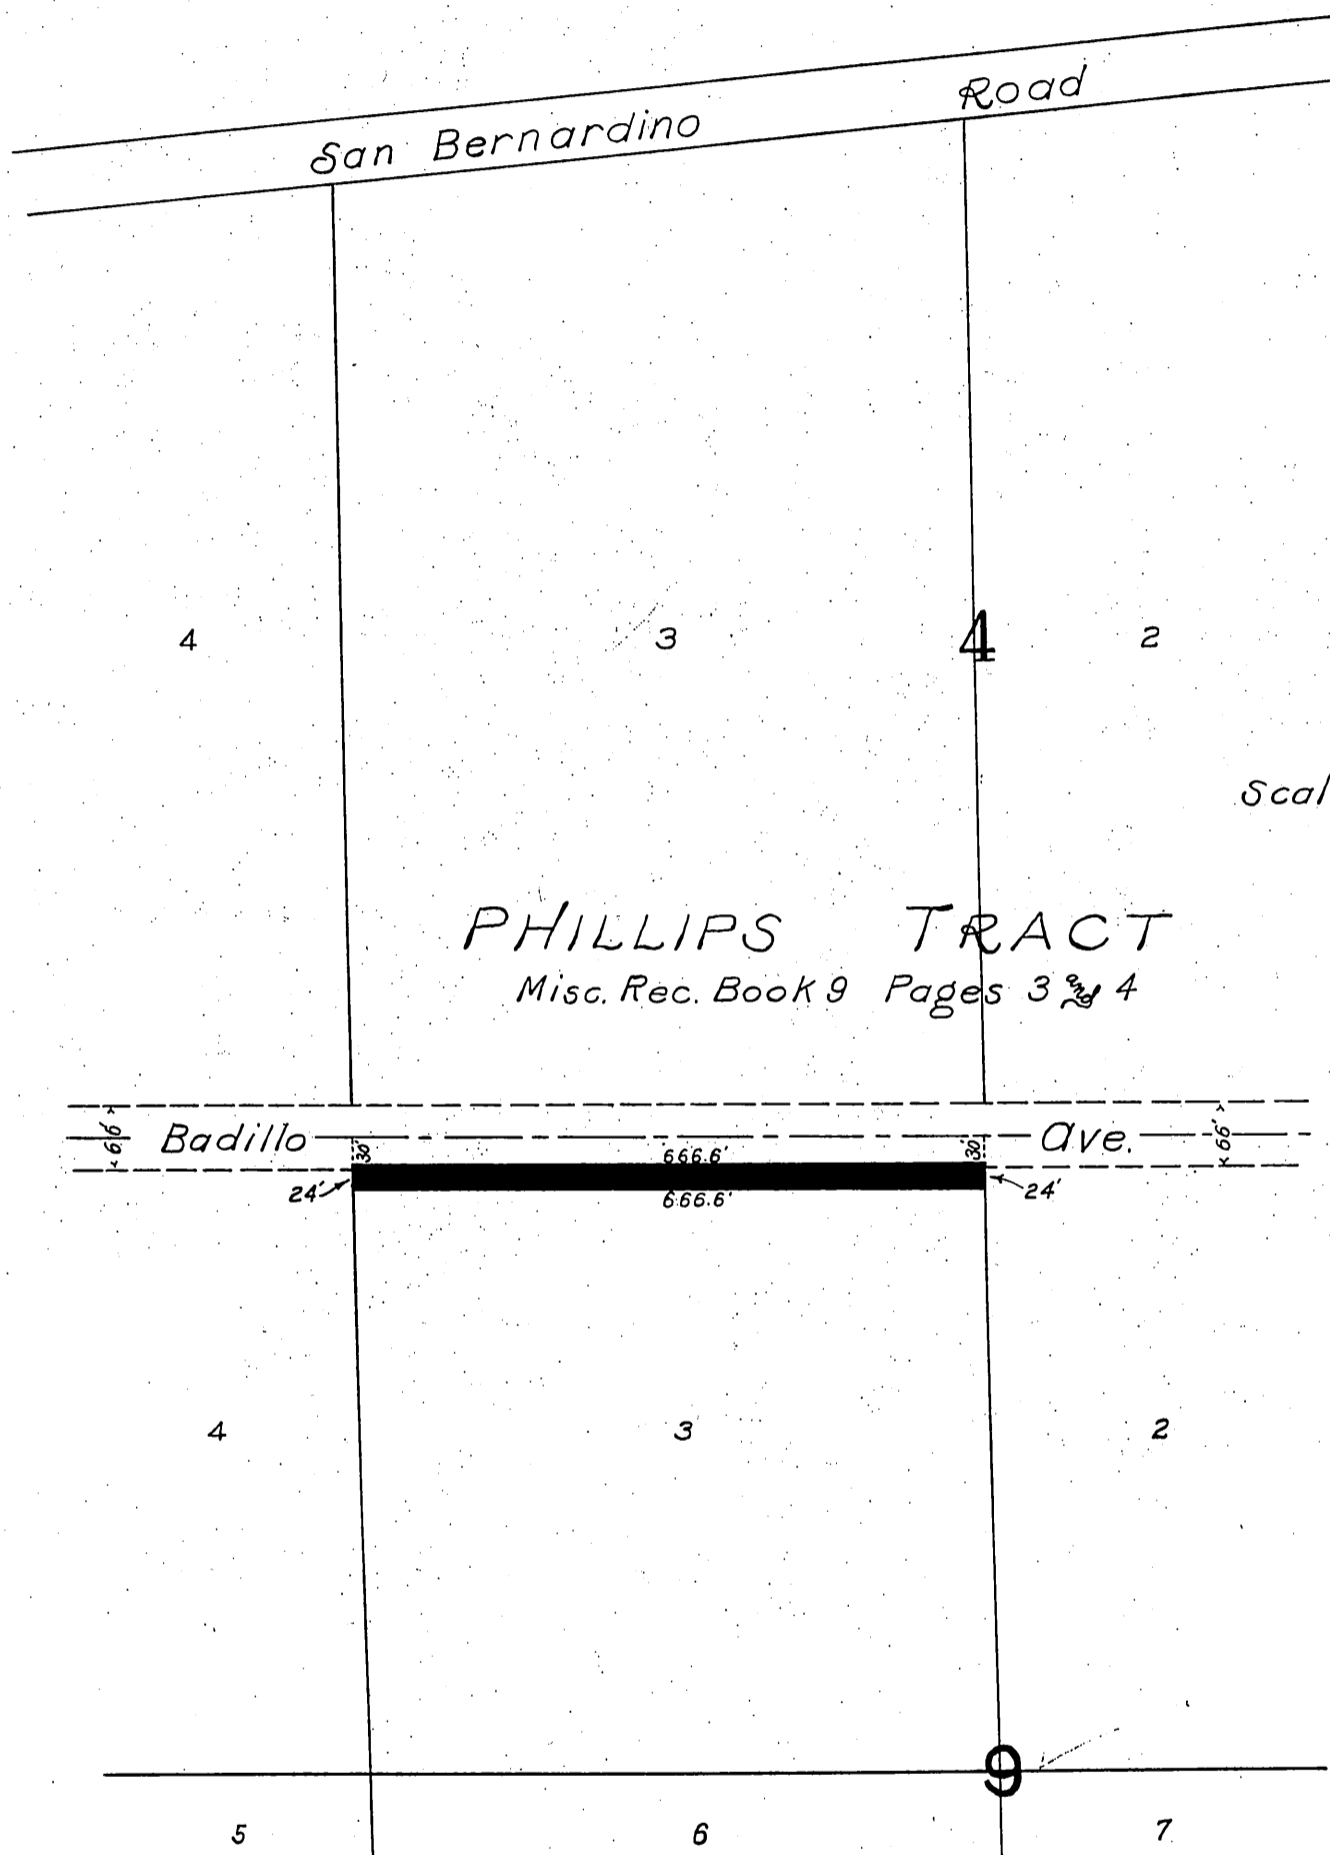 San Bernardino Road
4 3 4 2
Scal
PHILLIPS TRACT
Misc. Rec. Book 9 Pages 3 and 4
66' Badillo 30' 666.6' 30' Ave. 66'
24' 666.6' 24'
4 3 2
9
5 6 7